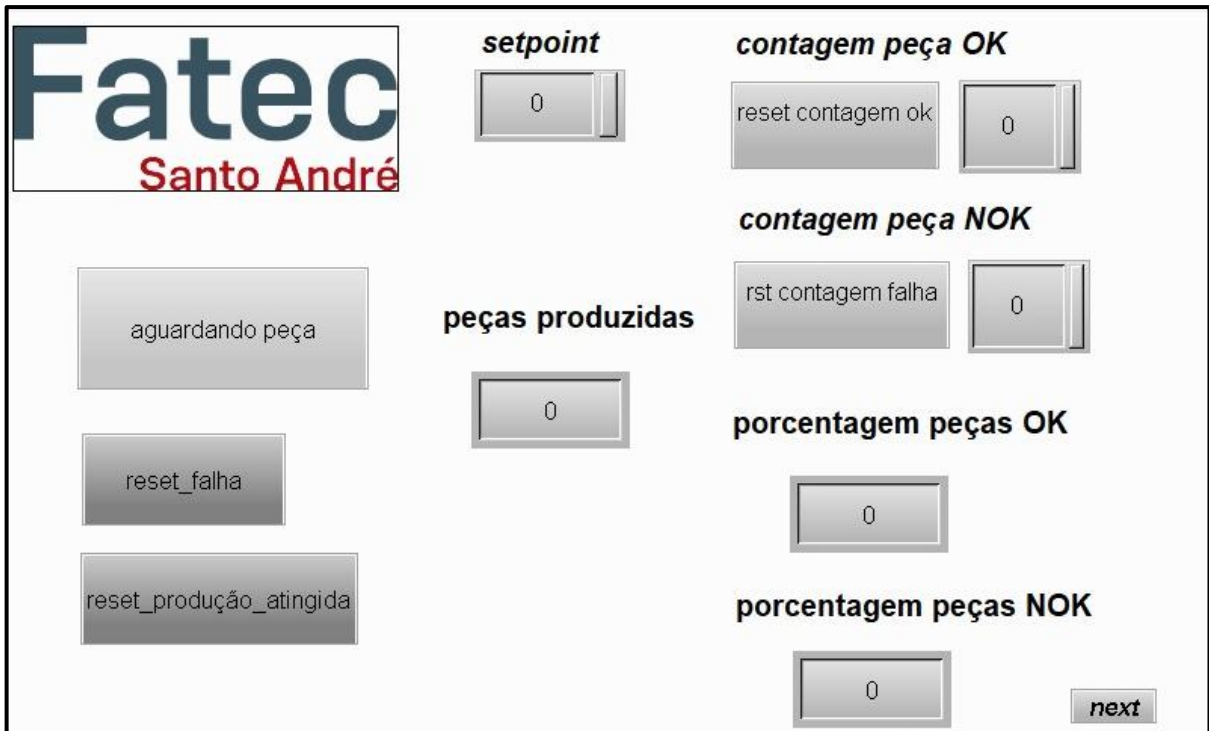 Fatec
Santo André
setpoint
0
contagem peça OK
reset contagem ok
0
contagem peça NOK
rst contagem falha
0
aguardando peça
peças produzidas
0
reset_falha
reset_produção_atingida
porcentagem peças OK
0
porcentagem peças NOK
0
next